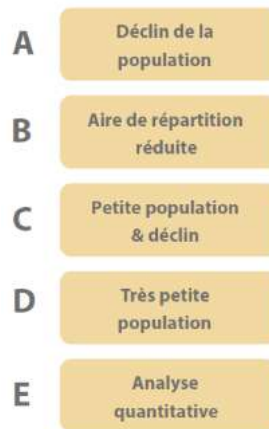 A
Déclin de la
population
B
Aire de répartition
réduite
C
Petite population
& déclin
D
Très petite
population
E
Analyse
quantitative